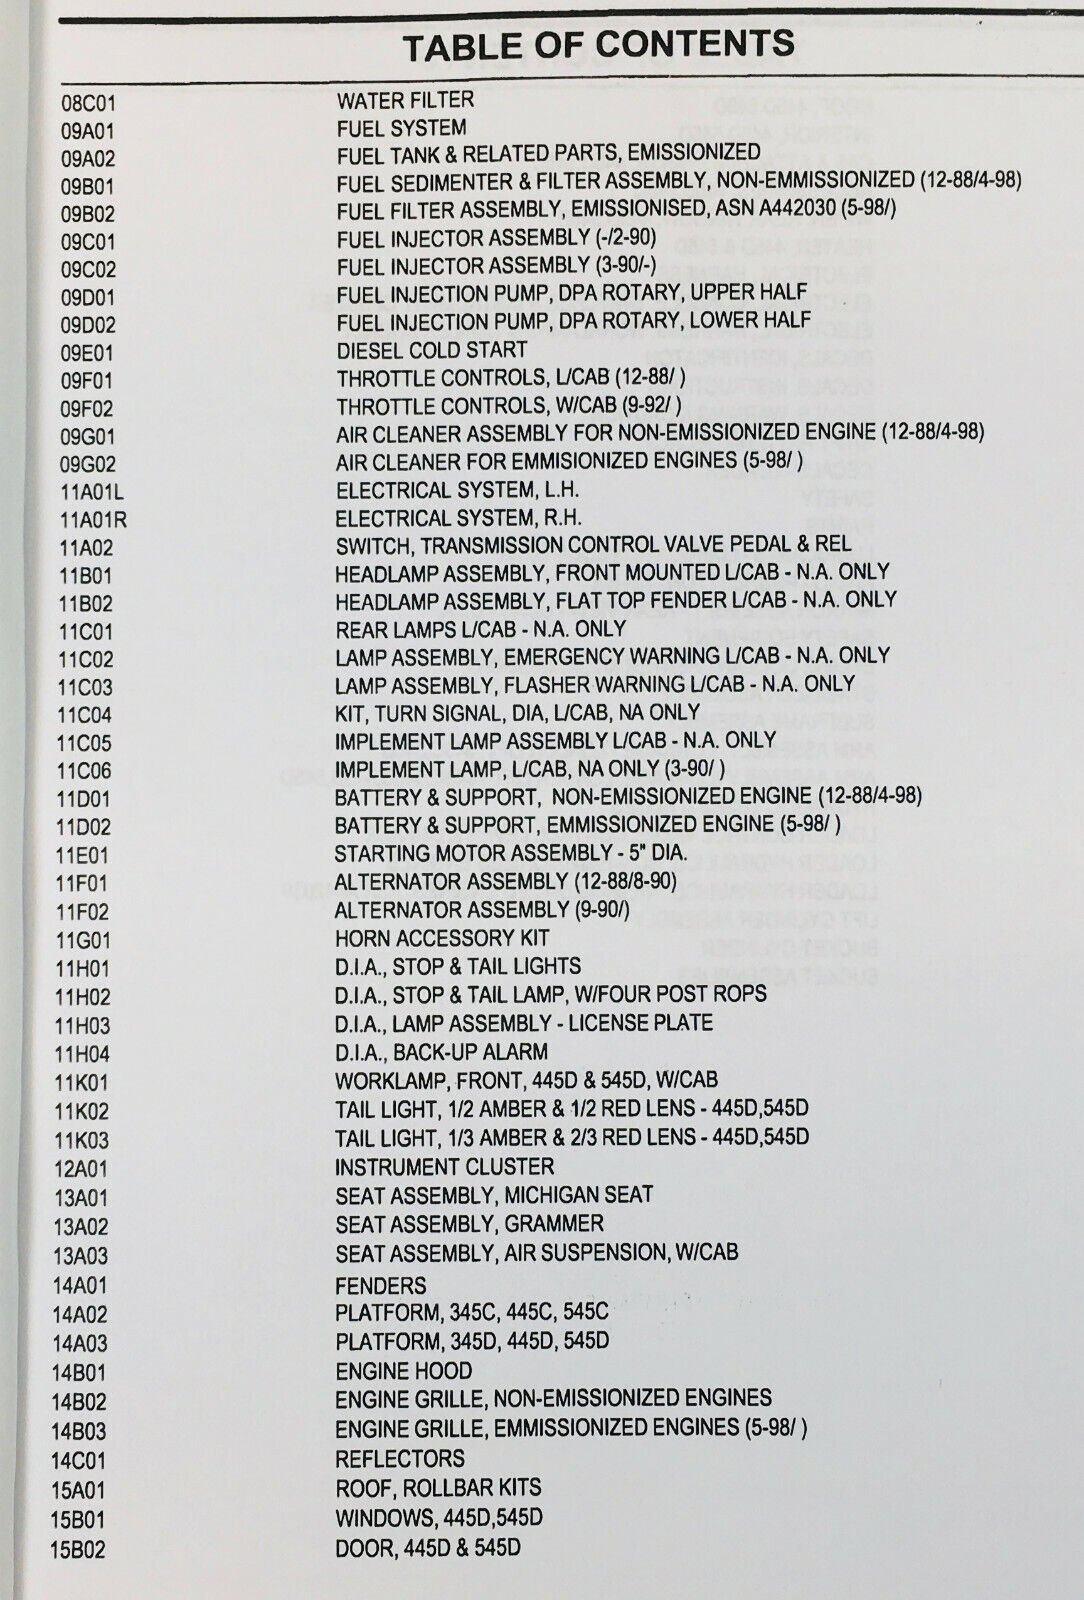 TABLE OF CONTENTS
08C01 WATER FILTER
09A01 FUEL SYSTEM
09A02 FUEL TANK & RELATED PARTS, EMISSIONIZED
09B01 FUEL SEDIMENTER & FILTER ASSEMBLY, NON-EMMISSIONIZED (12-88/4-98)
09B02 FUEL FILTER ASSEMBLY, EMISSIONISED, ASN A442030 (5-98/)
09C01 FUEL INJECTOR ASSEMBLY (-/2-90)
09C02 FUEL INJECTOR ASSEMBLY (3-90/-)
09D01 FUEL INJECTION PUMP, DPA ROTARY, UPPER HALF
09D02 FUEL INJECTION PUMP, DPA ROTARY, LOWER HALF
09E01 DIESEL COLD START
09F01 THROTTLE CONTROLS, L/CAB (12-88/ )
09F02 THROTTLE CONTROLS, W/CAB (9-92/ )
09G01 AIR CLEANER ASSEMBLY FOR NON-EMISSIONIZED ENGINE (12-88/4-98)
09G02 AIR CLEANER FOR EMMISIONIZED ENGINES (5-98/ )
11A01L ELECTRICAL SYSTEM, L.H.
11A01R ELECTRICAL SYSTEM, R.H.
11A02 SWITCH, TRANSMISSION CONTROL VALVE PEDAL & REL
11B01 HEADLAMP ASSEMBLY, FRONT MOUNTED L/CAB - N.A. ONLY
11B02 HEADLAMP ASSEMBLY, FLAT TOP FENDER L/CAB - N.A. ONLY
11C01 REAR LAMPS L/CAB - N.A. ONLY
11C02 LAMP ASSEMBLY, EMERGENCY WARNING L/CAB - N.A. ONLY
11C03 LAMP ASSEMBLY, FLASHER WARNING L/CAB - N.A. ONLY
11C04 KIT, TURN SIGNAL, DIA, L/CAB, NA ONLY
11C05 IMPLEMENT LAMP ASSEMBLY L/CAB - N.A. ONLY
11C06 IMPLEMENT LAMP, L/CAB, NA ONLY (3-90/ )
11D01 BATTERY & SUPPORT, NON-EMISSIONIZED ENGINE (12-88/4-98)
11D02 BATTERY & SUPPORT, EMMISSIONIZED ENGINE (5-98/ )
11E01 STARTING MOTOR ASSEMBLY - 5" DIA.
11F01 ALTERNATOR ASSEMBLY (12-88/8-90)
11F02 ALTERNATOR ASSEMBLY (9-90/)
11G01 HORN ACCESSORY KIT
11H01 D.I.A., STOP & TAIL LIGHTS
11H02 D.I.A., STOP & TAIL LAMP, W/FOUR POST ROPS
11H03 D.I.A., LAMP ASSEMBLY - LICENSE PLATE
11H04 D.I.A., BACK-UP ALARM
11K01 WORKLAMP, FRONT, 445D & 545D, W/CAB
11K02 TAIL LIGHT, 1/2 AMBER & 1/2 RED LENS - 445D,545D
11K03 TAIL LIGHT, 1/3 AMBER & 2/3 RED LENS - 445D,545D
12A01 INSTRUMENT CLUSTER
13A01 SEAT ASSEMBLY, MICHIGAN SEAT
13A02 SEAT ASSEMBLY, GRAMMER
13A03 SEAT ASSEMBLY, AIR SUSPENSION, W/CAB
14A01 FENDERS
14A02 PLATFORM, 345C, 445C, 545C
14A03 PLATFORM, 345D, 445D, 545D
14B01 ENGINE HOOD
14B02 ENGINE GRILLE, NON-EMISSIONIZED ENGINES
14B03 ENGINE GRILLE, EMMISSIONIZED ENGINES (5-98/ )
14C01 REFLECTORS
15A01 ROOF, ROLLBAR KITS
15B01 WINDOWS, 445D,545D
15B02 DOOR, 445D & 545D